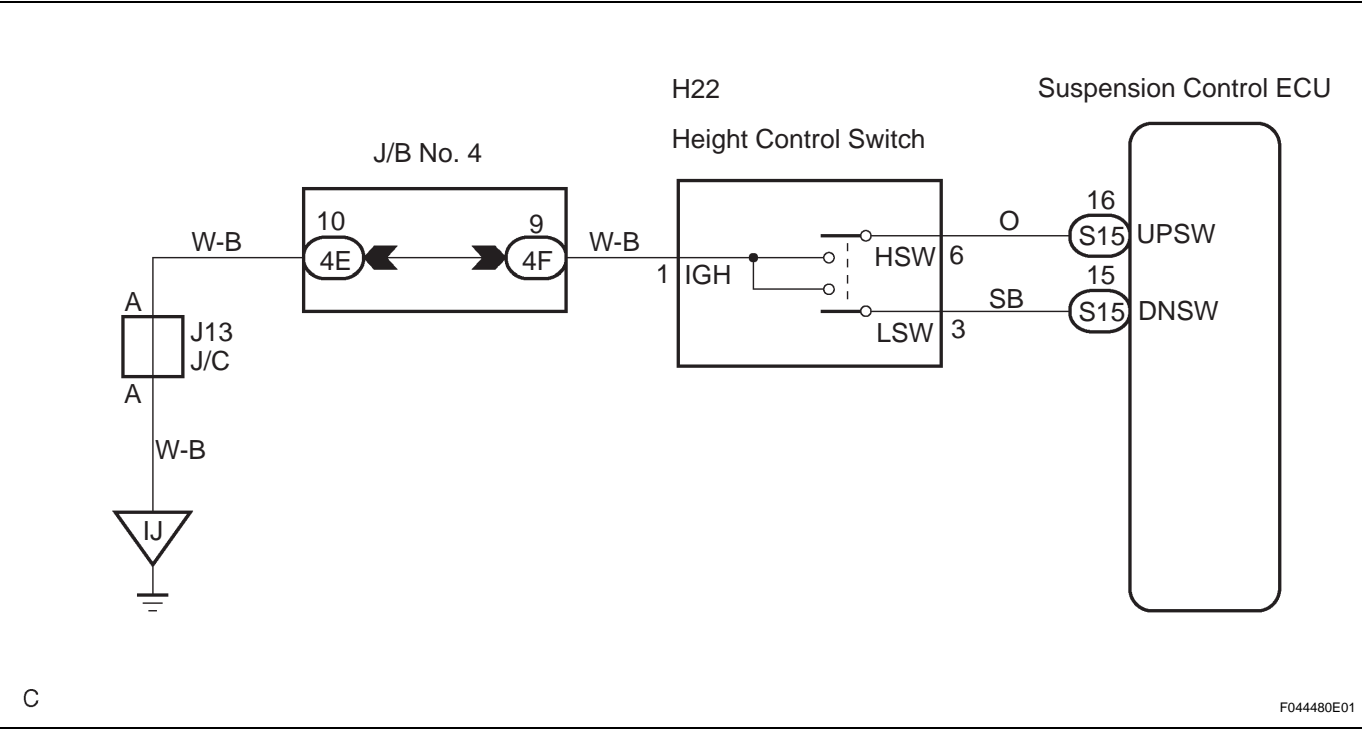 H22
Suspension Control ECU
Height Control Switch
J/B No. 4
10
9
16
W-B
4E
4F
W-B
1
IGH
HSW
6
O
S15
UPSW
15
LSW
3
SB
S15
DNSW
A
J13
J/C
A
W-B
IJ
C
F044480E01